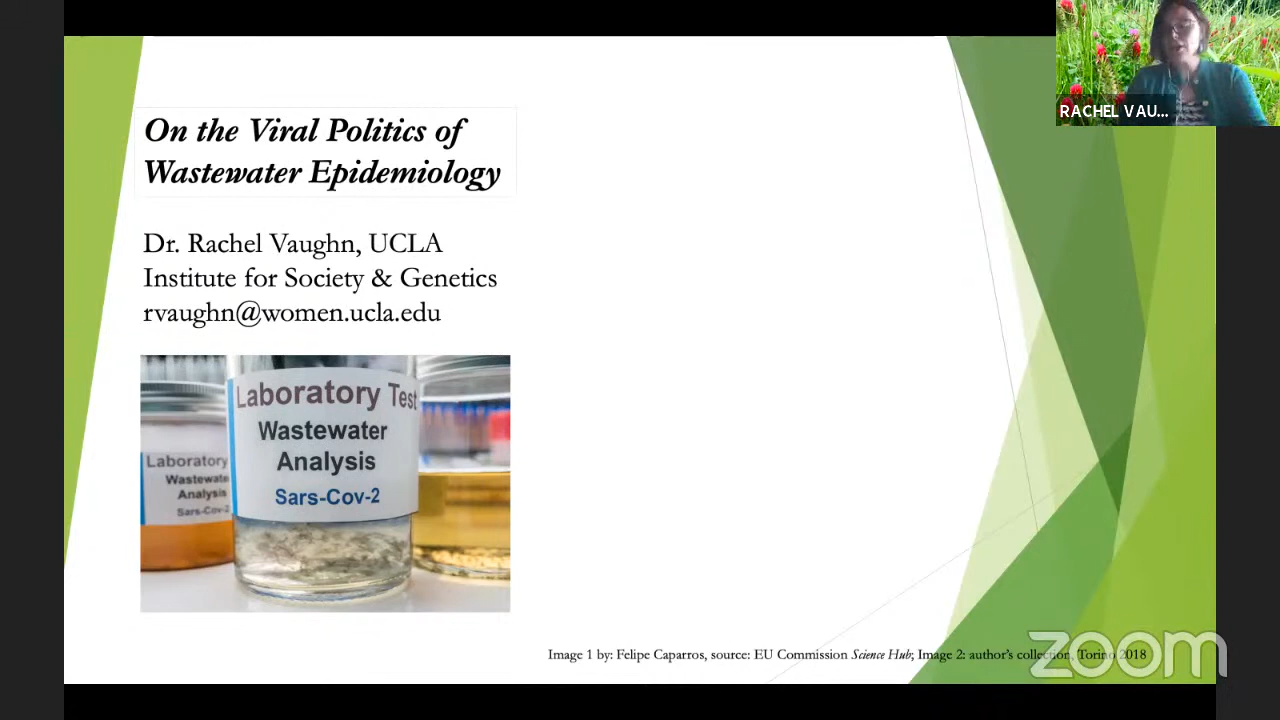 On the Viral Politics of
Wastewater Epidemiology
RACHEL VAU...
Dr. Rachel Vaughn, UCLA
Institute for Society & Genetics
rvaughn@women.ucla.edu
Laboratory Test
Wastewater
Analysis
Sars-Cov-2
Laboratory
Wastewater
Analysis
Sars-Cov-2
Image 1 by: Felipe Caparros, source: EU Commission Science Hub; Image 2: author's collection, Torino 2018
zoom